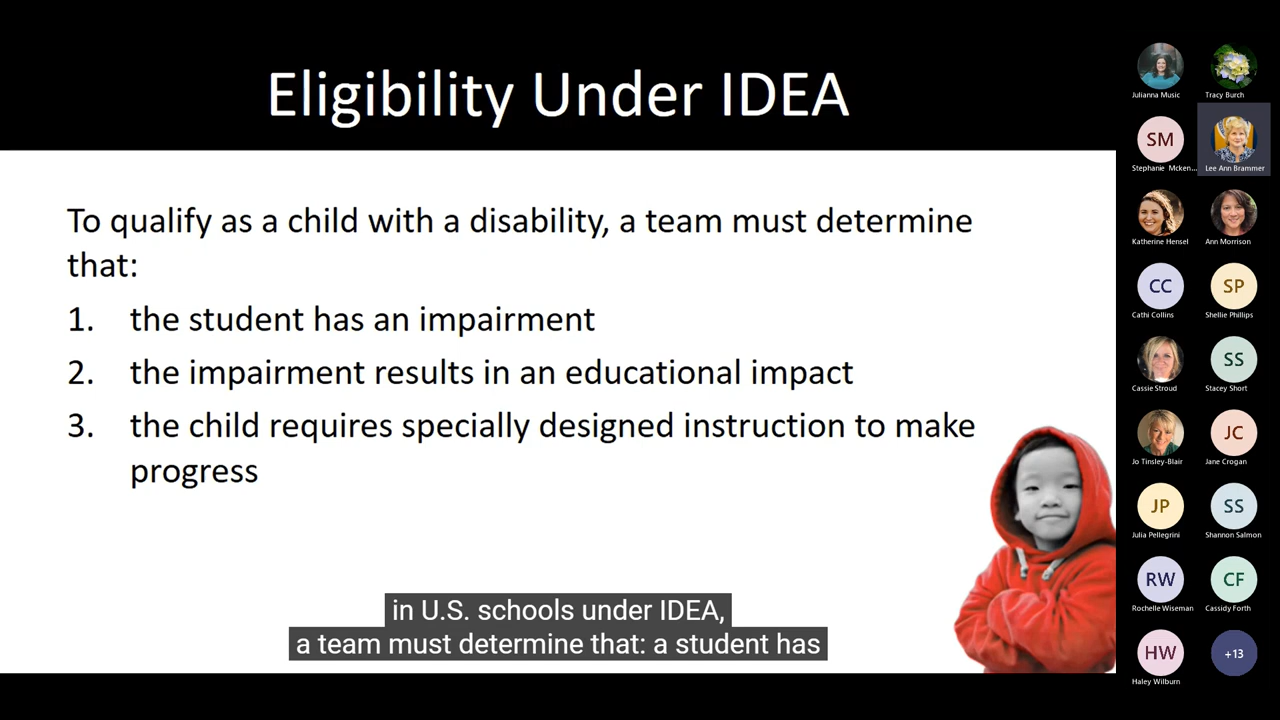 Eligibility Under IDEA
To qualify as a child with a disability, a team must determine
that:
1. the student has an impairment
2. the impairment results in an educational impact
3. the child requires specially designed instruction to make
progress
in U.S. schools under IDEA,
a team must determine that: a student has
Julianna Music
Tracy Burch
SM
Stephanie Mcken...
Lee Ann Brammer
Katherine Hensel
Ann Morrison
CC
Cathi Collins
SP
Shellie Phillips
Cassie Stroud
SS
Stacey Short
Jo Tinsley-Blair
JC
Jane Crogan
JP
Julia Pellegrini
SS
Shannon Salmon
RW
Rochelle Wiseman
CF
Cassidy Forth
HW
Haley Wilburn
+13